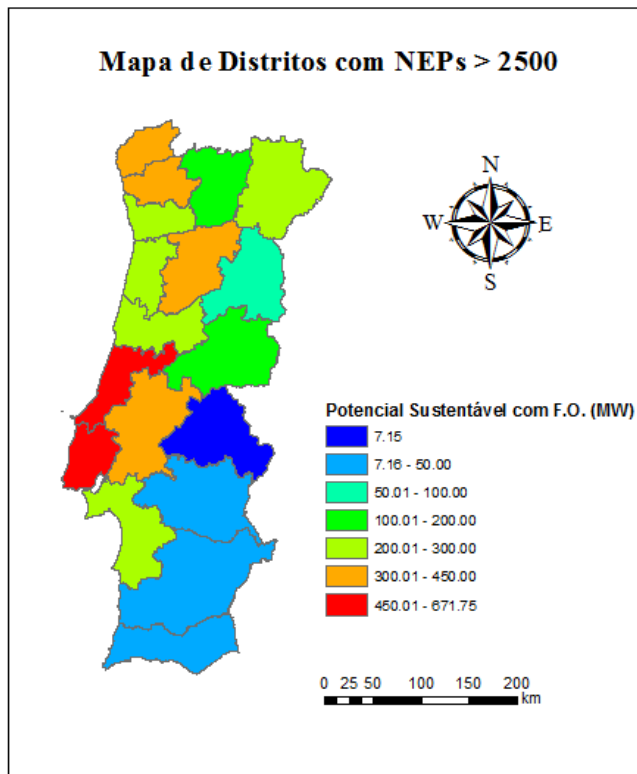 Mapa de Distritos com NEPs > 2500
N
W E
S
Potencial Sustentável com F.O. (MW)
7.15
7.16 - 50.00
50.01 - 100.00
100.01 - 200.00
200.01 - 300.00
300.01 - 450.00
450.01 - 671.75
0 25 50 100 150 200
km